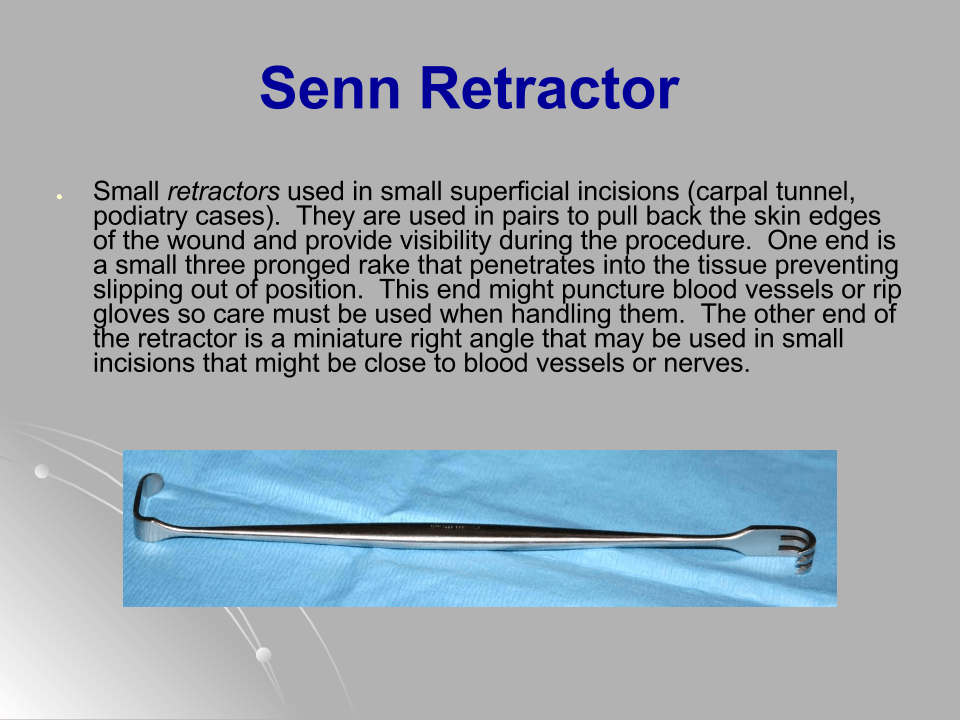 Senn Retractor
Small retractors used in small superficial incisions (carpal tunnel,
podiatry cases).  They are used in pairs to pull back the skin edges
of the wound and provide visibility during the procedure.  One end is
a small three pronged rake that penetrates into the tissue preventing
slipping out of position.  This end might puncture blood vessels or rip
gloves so care must be used when handling them.  The other end of
the retractor is a miniature right angle that may be used in small
incisions that might be close to blood vessels or nerves.